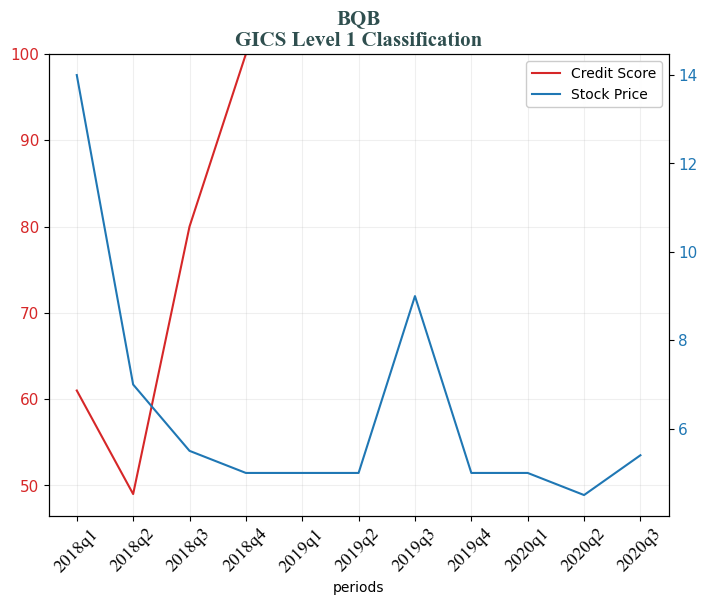 BQB
GICS Level 1 Classification
Credit Score
Stock Price
100
90
80
70
60
50
14
12
10
8
6
2018q1
2018q2
2018q3
2018q4
2019q1
2019q2
2019q3
2019q4
2020q1
2020q2
2020q3
periods